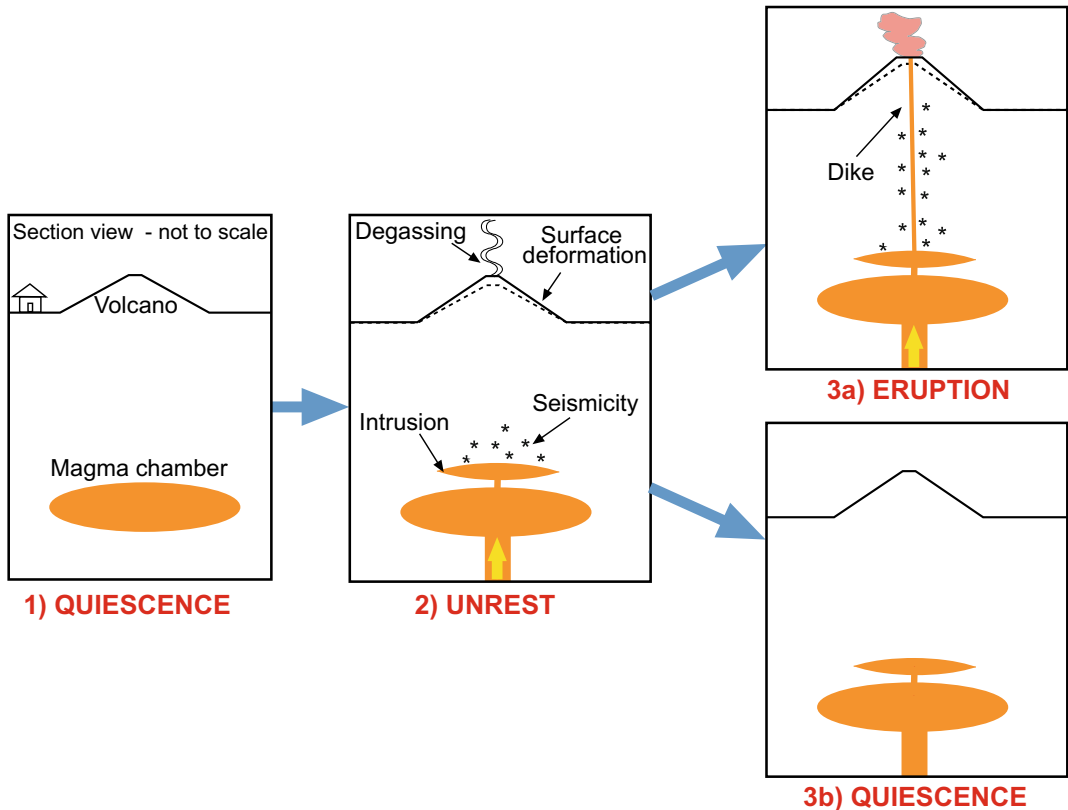 Section view - not to scale
Volcano
Magma chamber
1) QUIESCENCE
Degassing
Surface
deformation
Intrusion
Seismicity
2) UNREST
Dike
3a) ERUPTION
3b) QUIESCENCE